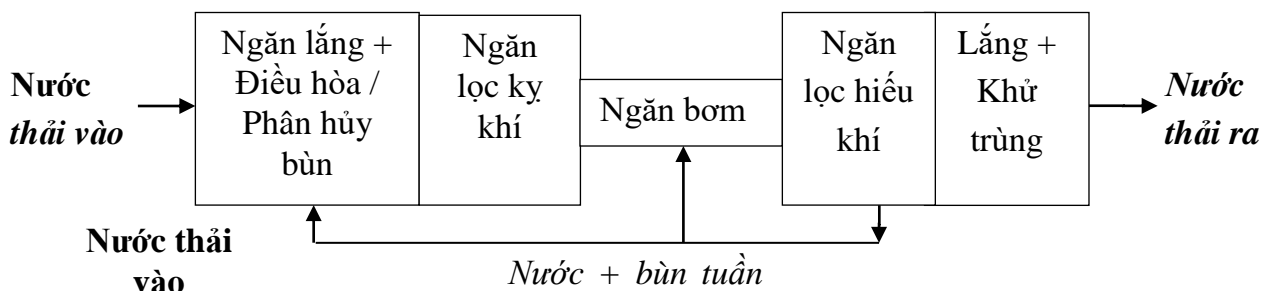 Nước
thải vào
Ngăn lắng +
Điều hòa /
Phân hủy
bùn
Ngăn
lọc kỵ
khí
Ngăn bơm
Ngăn
lọc hiếu
khí
Lắng +
Khử
trùng
Nước
thải ra
Nước thải
vào
Nước + bùn tuần